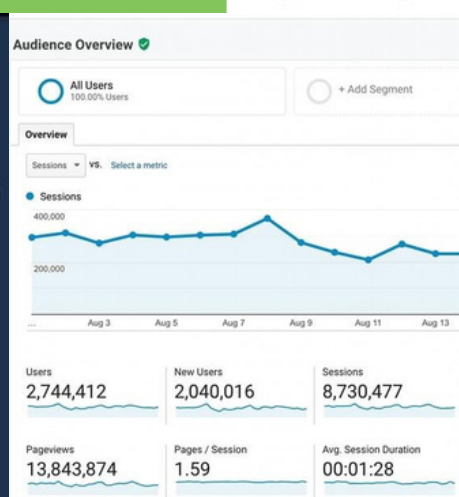 Audience Overview
All Users
100.00% Users
+ Add Segment
Overview
Sessions VS. Select a metric
Sessions
400,000
200,000
... Aug 3 Aug 5 Aug 7 Aug 9 Aug 11 Aug 13
Users New Users Sessions
2,744,412 2,040,016 8,730,477
Pageviews Pages / Session Avg. Session Duration
13,843,874 1.59 00:01:28